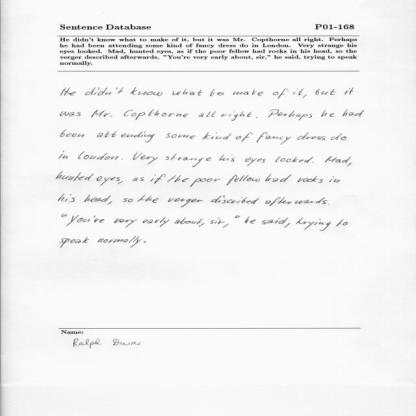 Sentence Database P01-168
He didn't know what to make of it, but it was Mr. Copthorne all right. Perhaps
he had been attending some kind of fancy dress do in London. Very strange his
eyes looked. Mad, hunted eyes, as if the poor fellow had rocks in his head, so the
verger described afterwards. "You're very early about, sir," he said, trying to speak
normally.
He didn't know what to make of it, but it
was Mr. Copthorne all right. Perhaps he had
been attending some kind of fancy dress do
in London. Very strange his eyes looked. Mad,
hunted eyes, as if the poor fellow had rocks in
his head, so the verger discribed afterwards.
"You're very early about, sir," he said, trying to
speak normally.
Name:
Ralph